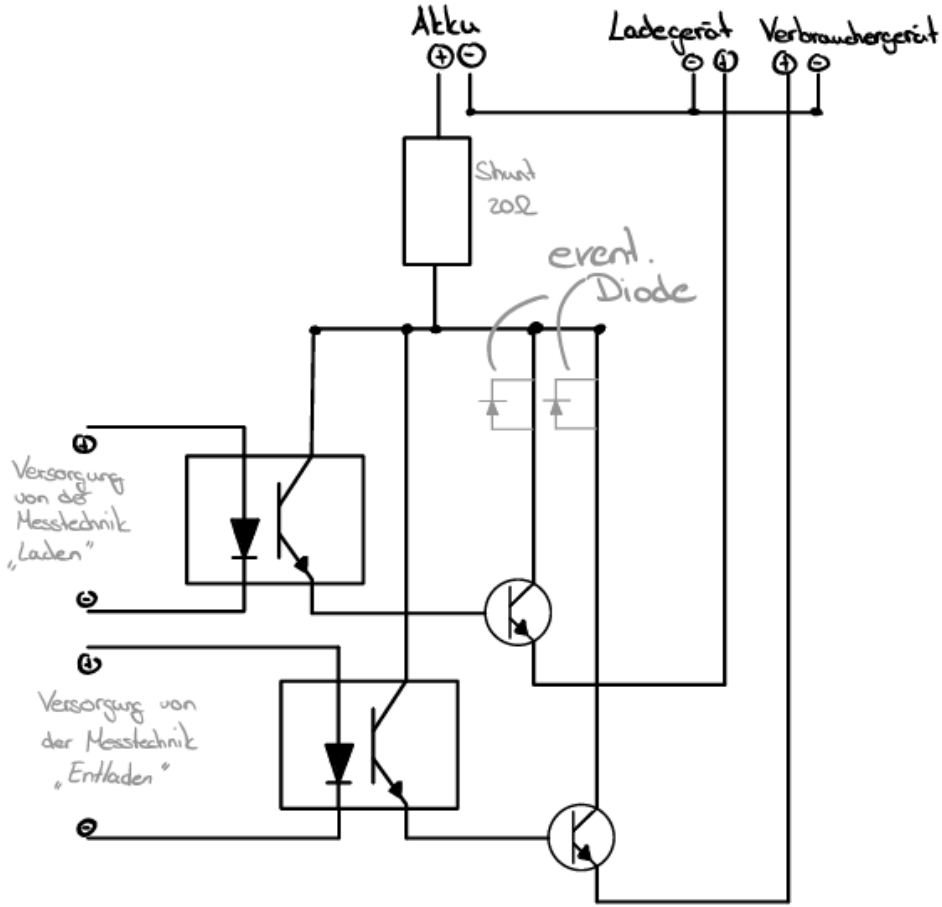 Akku
Ladegerät
Verbrauchergerät
⊕ ⊖
⊖ ⊕
⊕ ⊖
Shunt
20Ω
event.
Diode
⊕
Versorgung
von der
Messtechnik
„Laden“
⊖
⊕
Versorgung von
der Messtechnik
„Entladen“
⊖